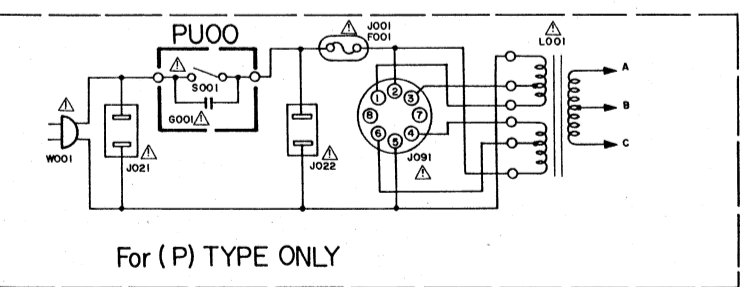 PU00
J001
F001
L001
S001
G001
W001
J021
J022
J091
1
2
3
8
7
6
5
4
A
B
C
For (P) TYPE ONLY